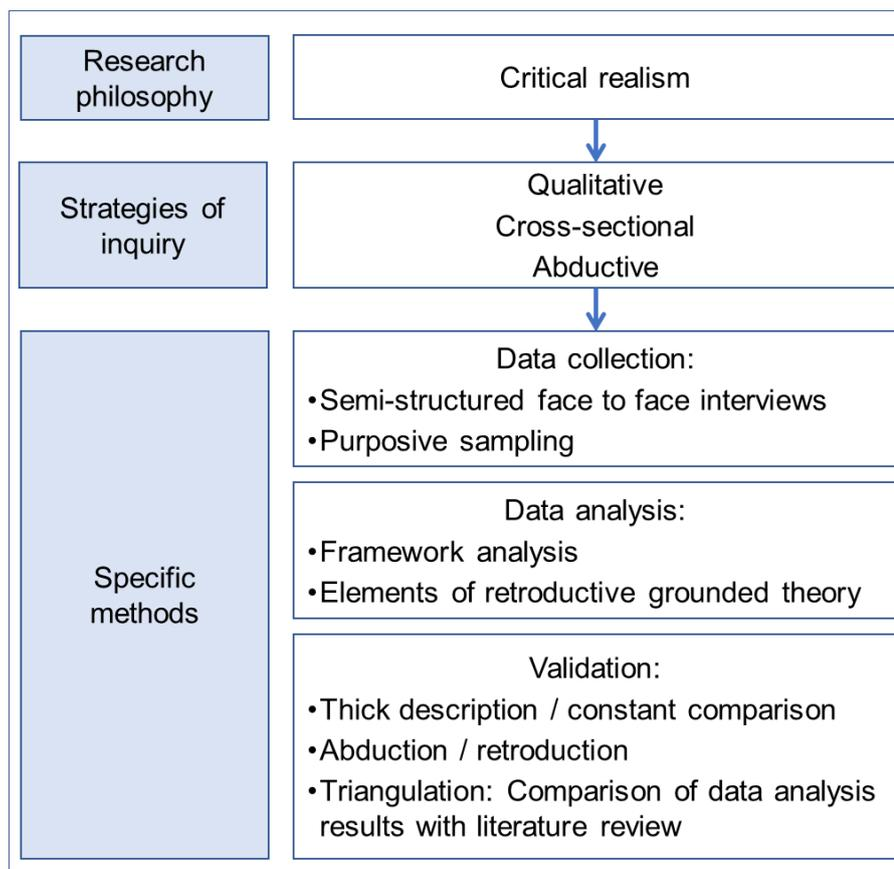 Research
philosophy
Critical realism
Strategies of
inquiry
Qualitative
Cross-sectional
Abductive
Specific
methods
Data collection:
•Semi-structured face to face interviews
•Purposive sampling
Data analysis:
•Framework analysis
•Elements of retroductive grounded theory
Validation:
•Thick description / constant comparison
•Abduction / retroduction
•Triangulation: Comparison of data analysis
results with literature review